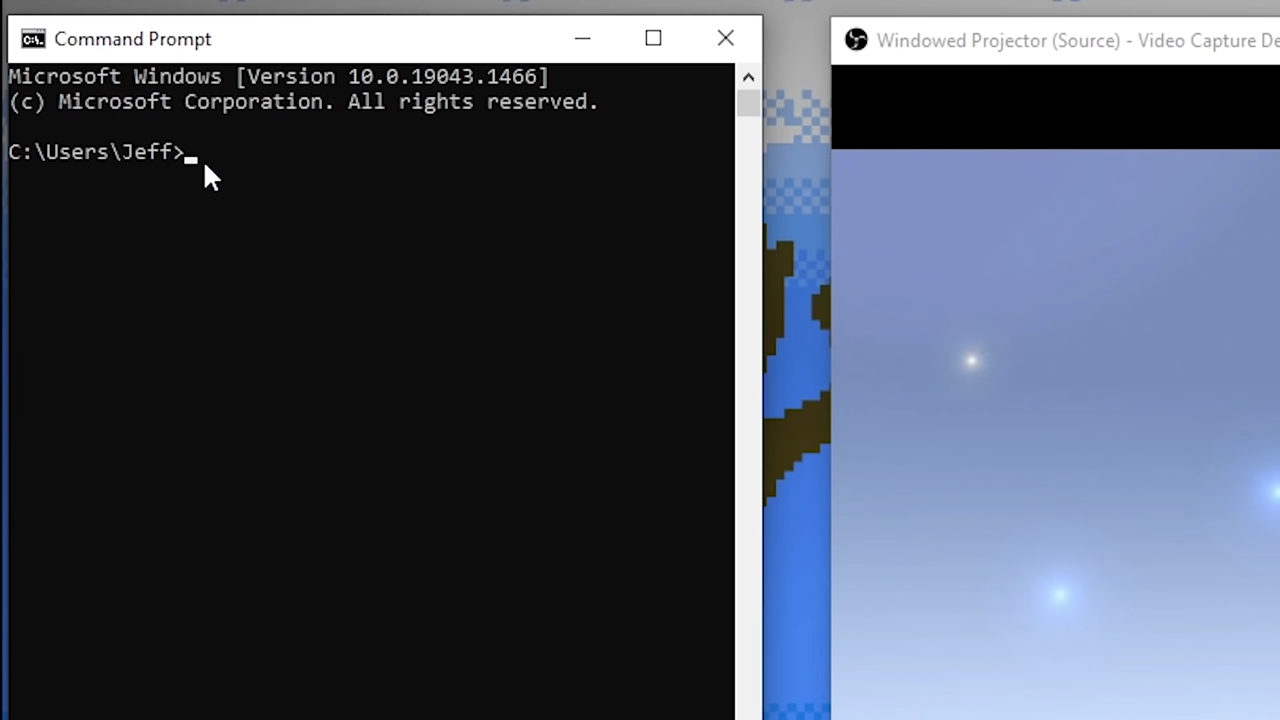 Command Prompt
Microsoft Windows [Version 10.0.19043.1466]
(c) Microsoft Corporation. All rights reserved.
C:\Users\Jeff>
Windowed Projector (Source) - Video Capture De